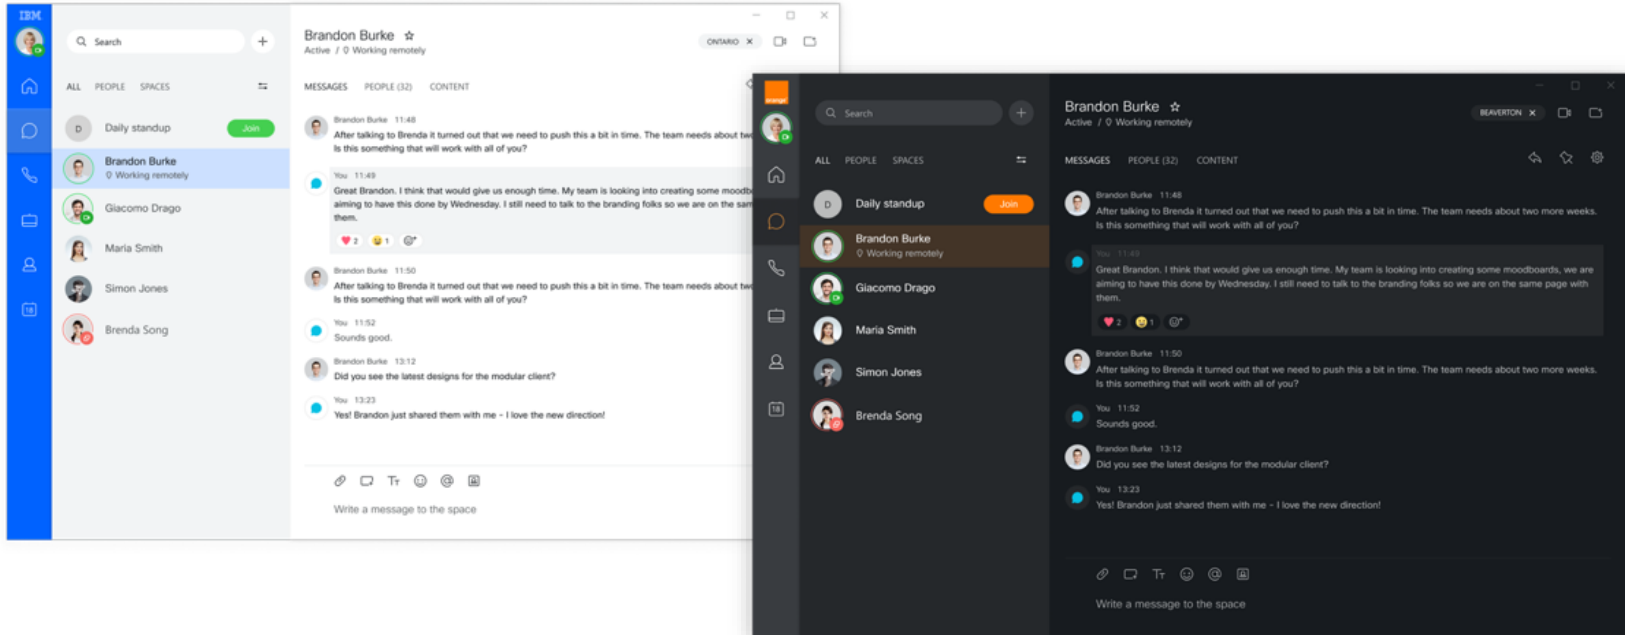 IBM
Search
ALL PEOPLE SPACES
D Daily standup Join
Brandon Burke
Working remotely
Giacomo Drago
Maria Smith
Simon Jones
Brenda Song
18
Brandon Burke
Active / Working remotely
ONTARIO
MESSAGES PEOPLE (32) CONTENT
Brandon Burke 11:48
After talking to Brenda it turned out that we need to push this a bit in time. The team needs about two
Is this something that will work with all of you?
You 11:49
Great Brandon. I think that would give us enough time. My team is looking into creating some moodb
aiming to have this done by Wednesday. I still need to talk to the branding folks so we are on the sam
them.
2 1
Brandon Burke 11:50
After talking to Brenda it turned out that we need to push this a bit in time. The team needs about two
Is this something that will work with all of you?
You 11:52
Sounds good.
Brandon Burke 13:12
Did you see the latest designs for the modular client?
You 13:23
Yes! Brandon just shared them with me - I love the new direction!
Tт @
Write a message to the space
orange
Search
ALL PEOPLE SPACES
D Daily standup Join
Brandon Burke
Working remotely
Giacomo Drago
Maria Smith
Simon Jones
Brenda Song
18
Brandon Burke
Active / Working remotely
BEAVERTON
MESSAGES PEOPLE (32) CONTENT
Brandon Burke 11:48
After talking to Brenda it turned out that we need to push this a bit in time. The team needs about two more weeks.
Is this something that will work with all of you?
You 11:49
Great Brandon. I think that would give us enough time. My team is looking into creating some moodboards, we are
aiming to have this done by Wednesday. I still need to talk to the branding folks so we are on the same page with
them.
2 1
Brandon Burke 11:50
After talking to Brenda it turned out that we need to push this a bit in time. The team needs about two more weeks.
Is this something that will work with all of you?
You 11:52
Sounds good.
Brandon Burke 13:12
Did you see the latest designs for the modular client?
You 13:23
Yes! Brandon just shared them with me - I love the new direction!
Tт @
Write a message to the space